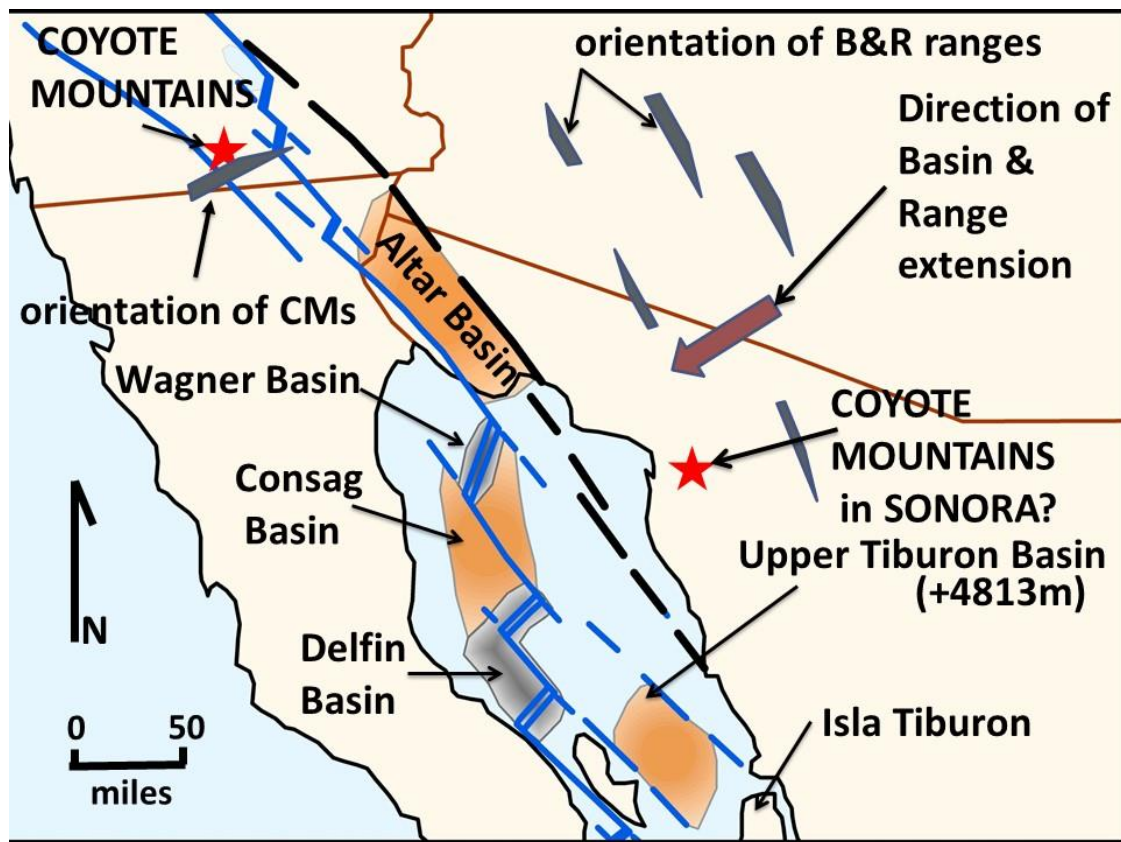 COYOTE
MOUNTAINS
orientation of B&R ranges
Direction of
Basin &
Range
extension
orientation of CMs
Altar Basin
Wagner Basin
COYOTE
MOUNTAINS
in SONORA?
Consag
Basin
Upper Tiburon Basin
(+4813m)
N
Delfin
Basin
Isla Tiburon
0 50
miles